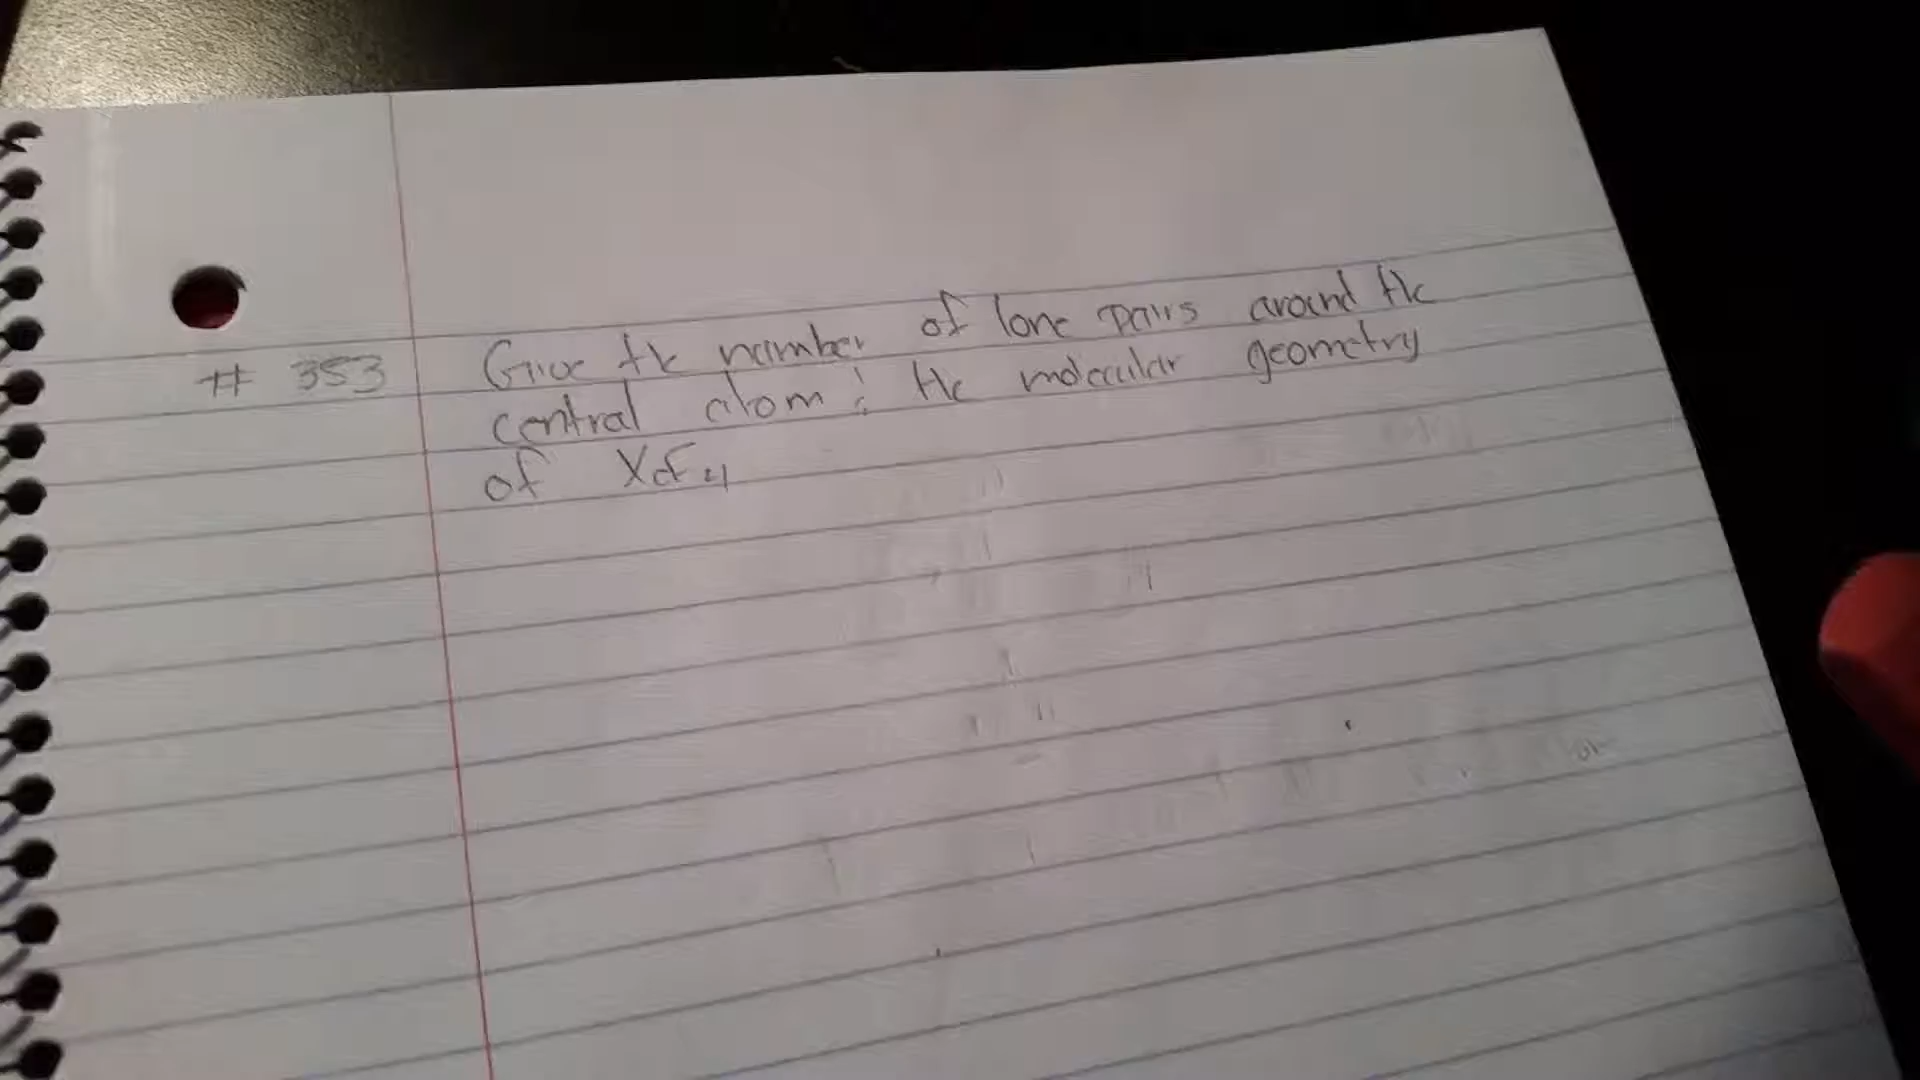 # 353 Give the number of lone pairs around the
central atom & the molecular geometry
of XeF4